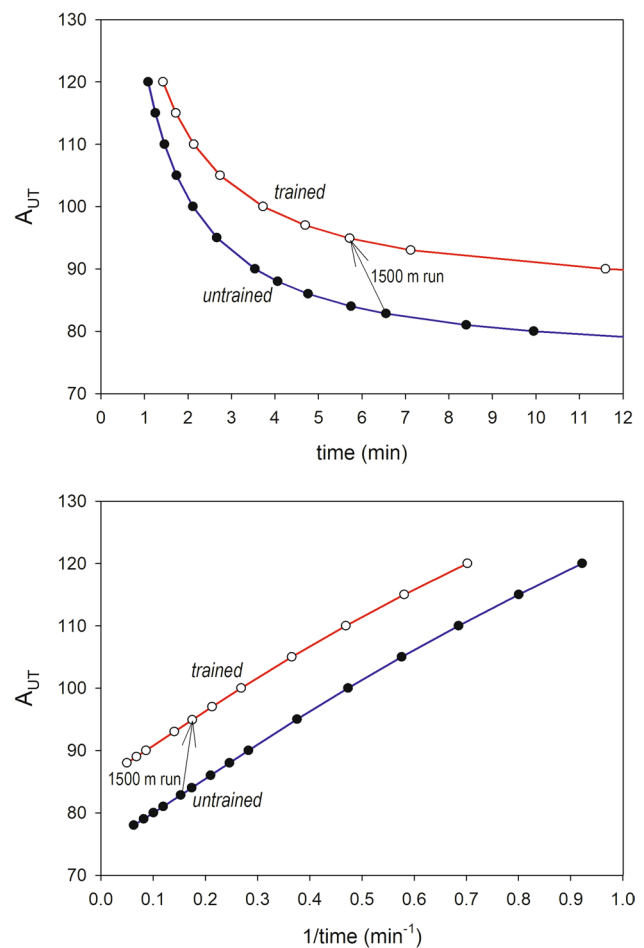 130
120
110
100
90
80
70
A_UT
trained
untrained
1500 m run
0 1 2 3 4 5 6 7 8 9 10 11 12
time (min)
130
120
110
100
90
80
70
A_UT
trained
1500 m run
untrained
0.0 0.1 0.2 0.3 0.4 0.5 0.6 0.7 0.8 0.9 1.0
1/time (min⁻¹)